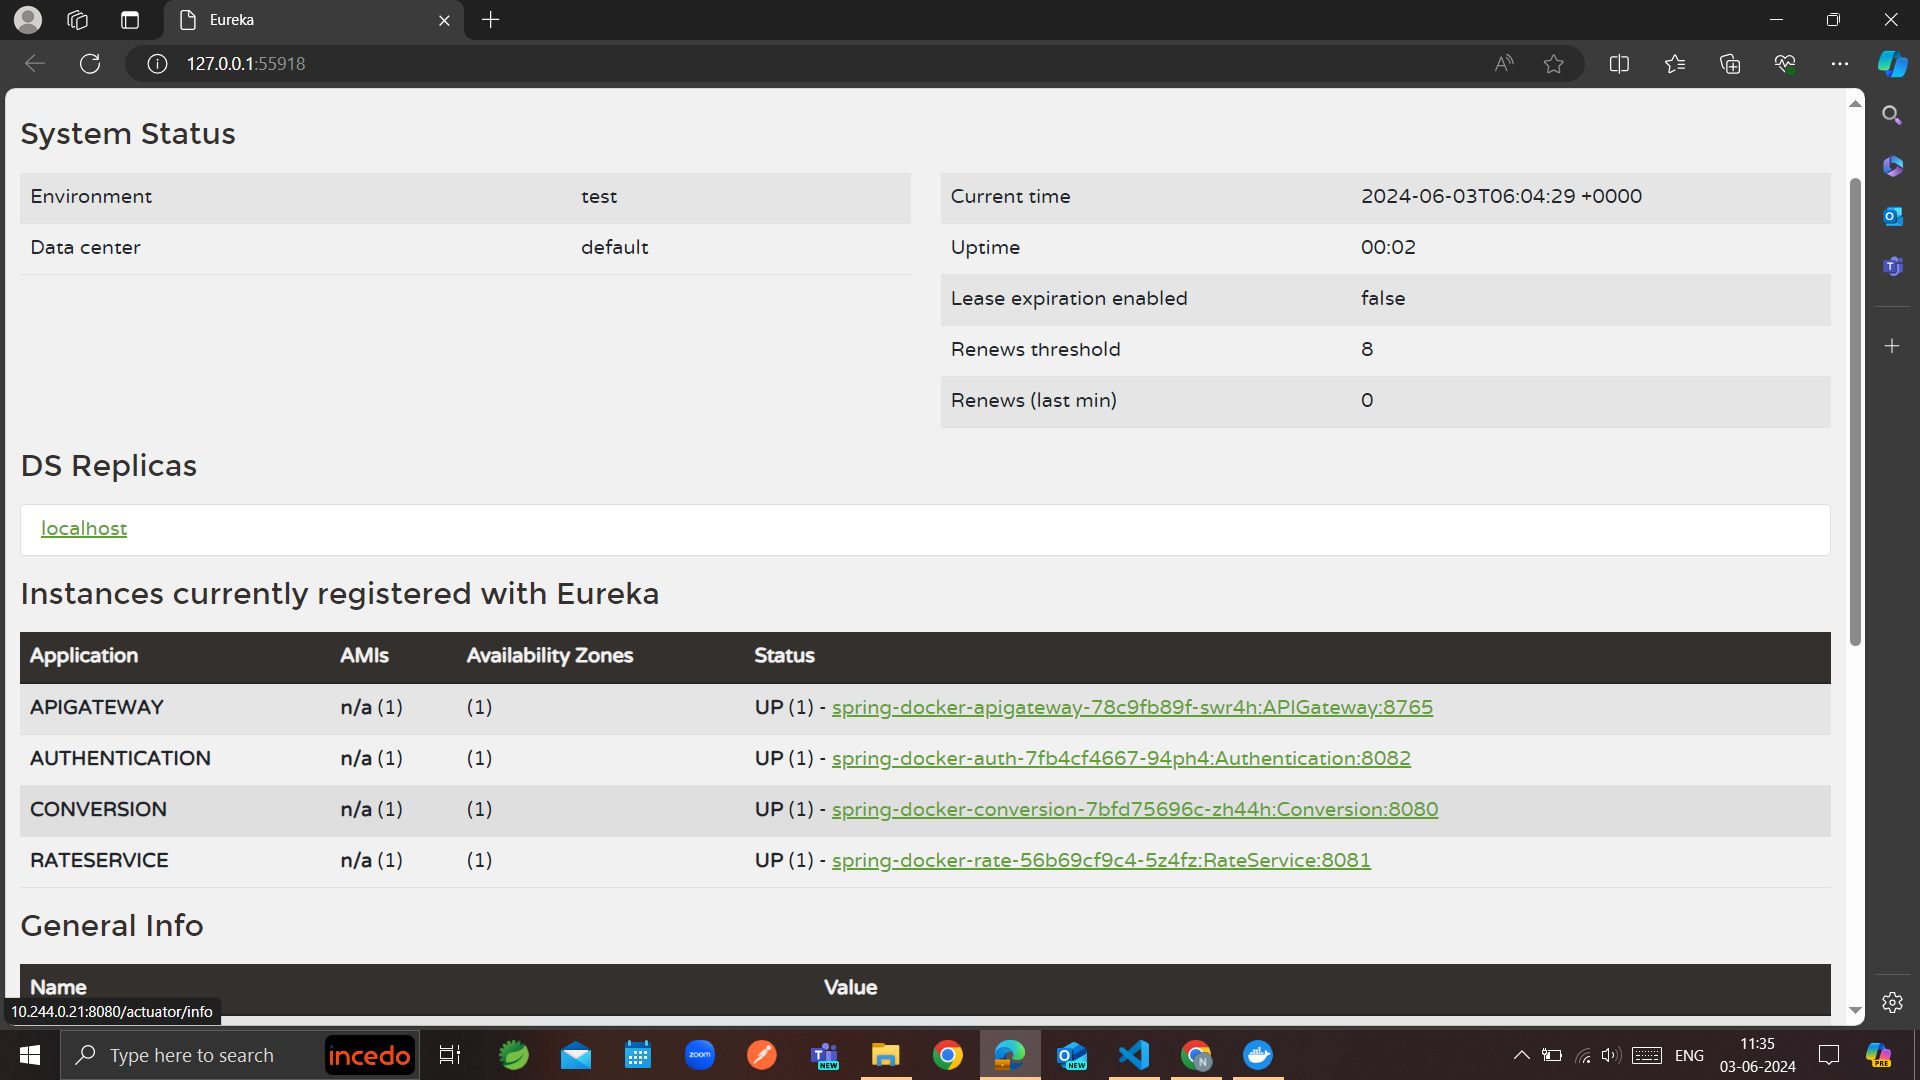 Eureka
127.0.0.1:55918
System Status
Environment test
Data center default
Current time 2024-06-03T06:04:29 +0000
Uptime 00:02
Lease expiration enabled false
Renews threshold 8
Renews (last min) 0
DS Replicas
localhost
Instances currently registered with Eureka
Application AMIs Availability Zones Status
APIGATEWAY n/a (1) (1) UP (1) - spring-docker-apigateway-78c9fb89f-swr4h:APIGateway:8765
AUTHENTICATION n/a (1) (1) UP (1) - spring-docker-auth-7fb4cf4667-94ph4:Authentication:8082
CONVERSION n/a (1) (1) UP (1) - spring-docker-conversion-7bfd75696c-zh44h:Conversion:8080
RATESERVICE n/a (1) (1) UP (1) - spring-docker-rate-56b69cf9c4-5z4fz:RateService:8081
General Info
Name Value
10.244.0.21:8080/actuator/info
Type here to search
incedo
zoom
NEW
NEW
N
ENG
11:35
03-06-2024
PRE